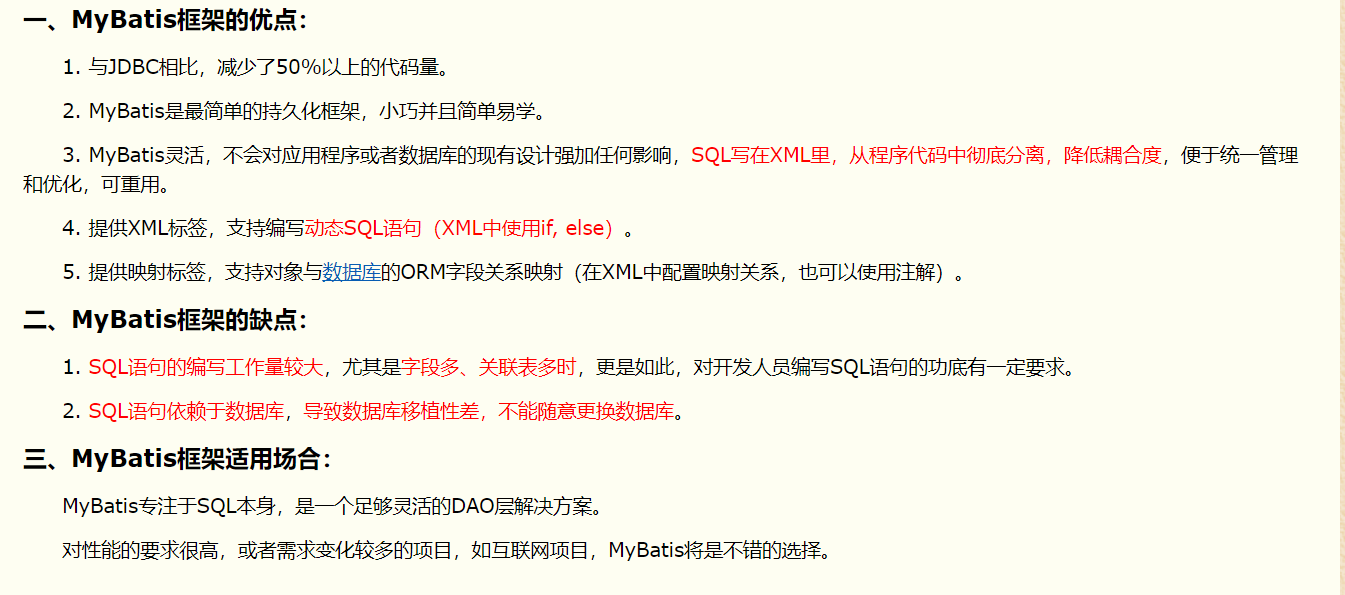 一、MyBatis框架的优点：
1. 与JDBC相比，减少了50%以上的代码量。
2. MyBatis是最简单的持久化框架，小巧并且简单易学。
3. MyBatis灵活，不会对应用程序或者数据库的现有设计强加任何影响，SQL写在XML里，从程序代码中彻底分离，降低耦合度，便于统一管理
和优化，可重用。
4. 提供XML标签，支持编写动态SQL语句（XML中使用if, else）。
5. 提供映射标签，支持对象与数据库的ORM字段关系映射（在XML中配置映射关系，也可以使用注解）。
二、MyBatis框架的缺点：
1. SQL语句的编写工作量较大，尤其是字段多、关联表多时，更是如此，对开发人员编写SQL语句的功底有一定要求。
2. SQL语句依赖于数据库，导致数据库移植性差，不能随意更换数据库。
三、MyBatis框架适用场合：
MyBatis专注于SQL本身，是一个足够灵活的DAO层解决方案。
对性能的要求很高，或者需求变化较多的项目，如互联网项目，MyBatis将是不错的选择。